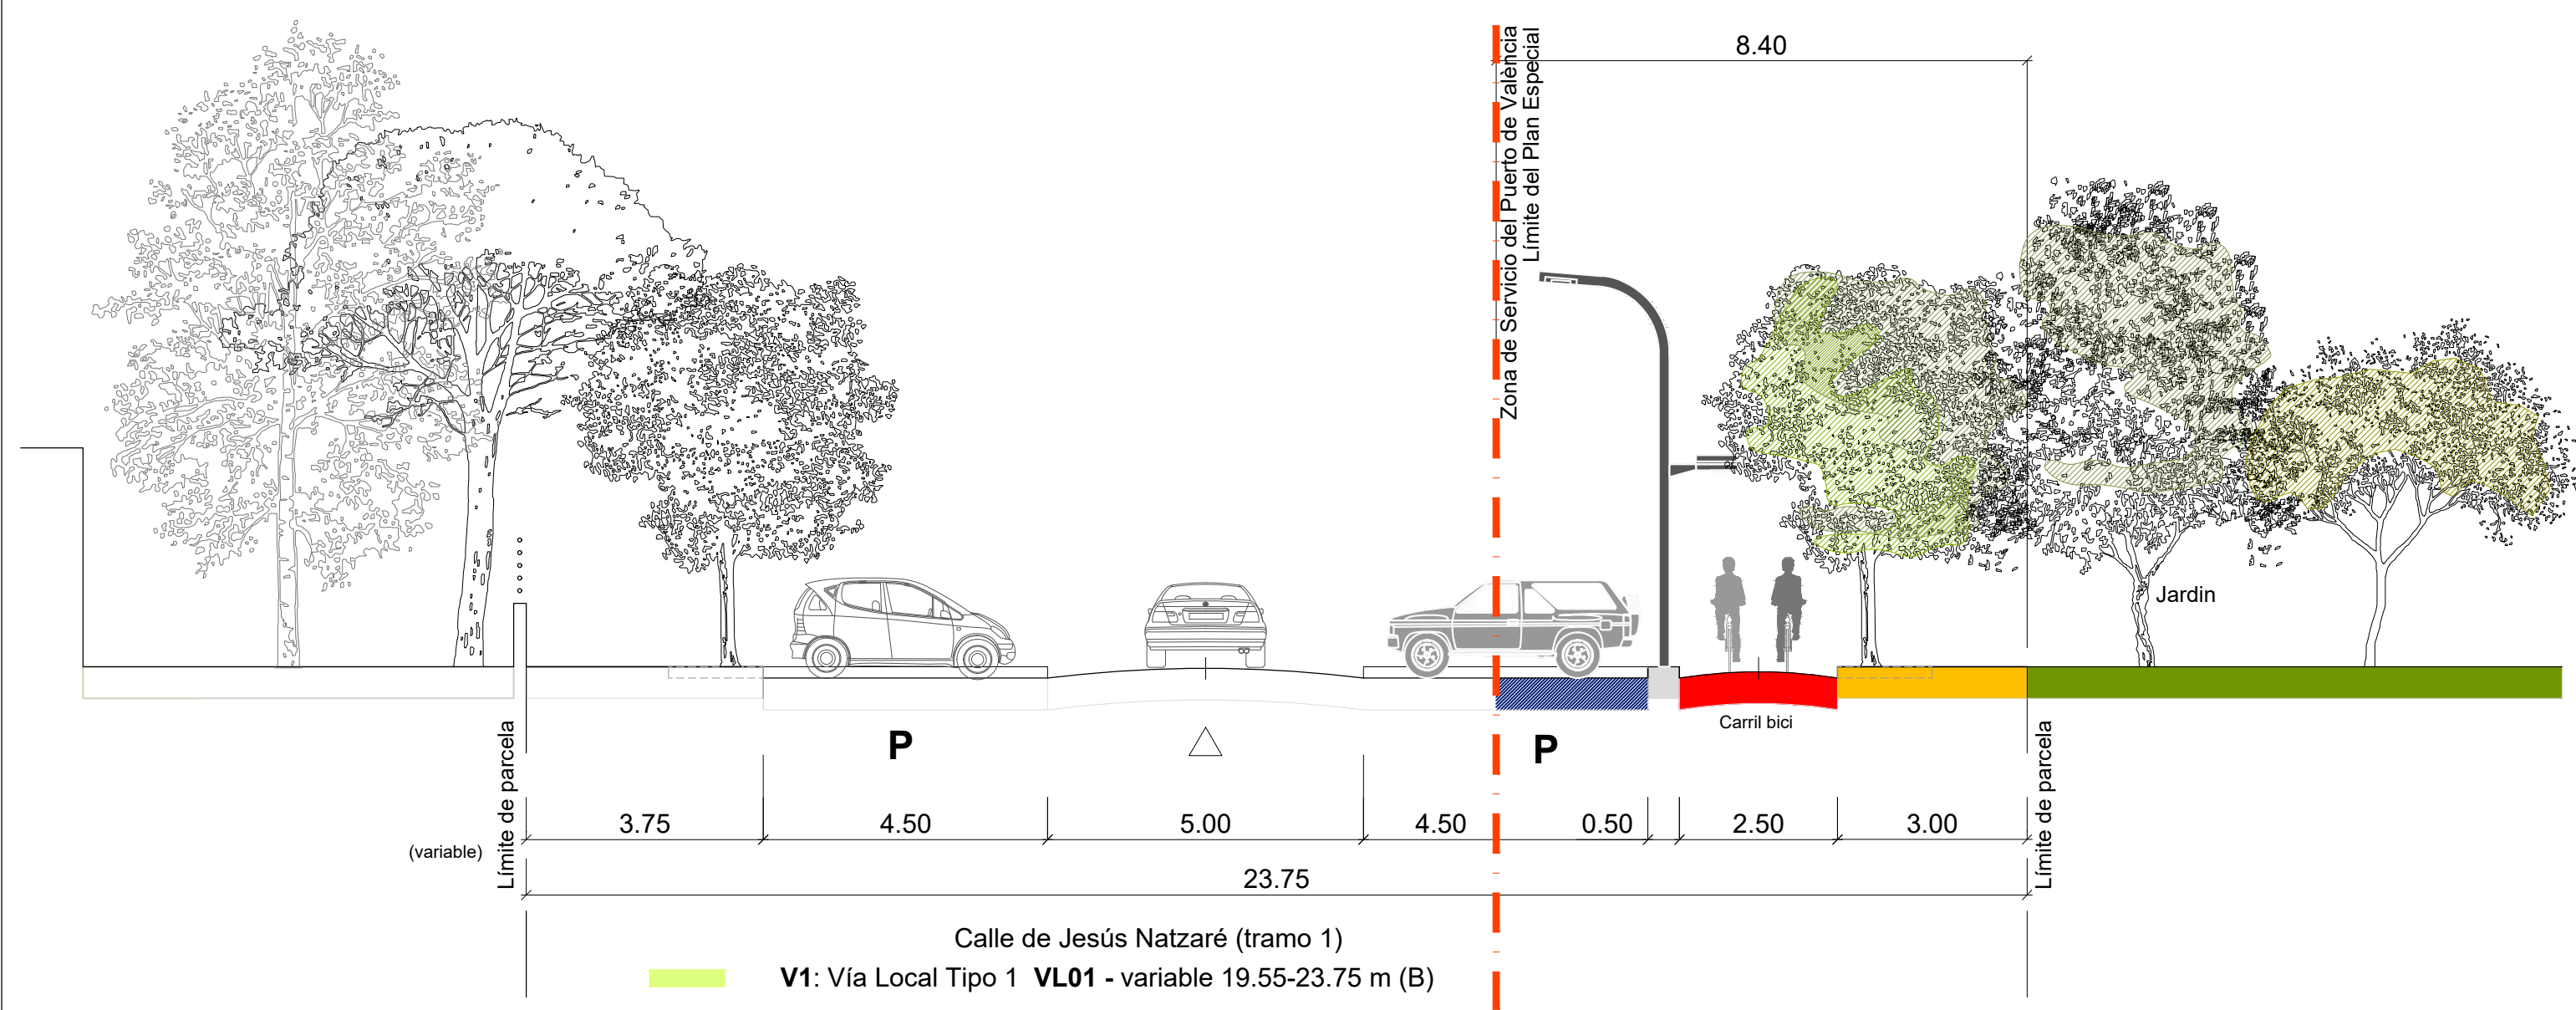 8.40
Zona de Servicio del Puerto de València
Límite del Plan Especial
Jardin
Carril bici
P
P
Límite de parcela
Límite de parcela
3.75
4.50
5.00
4.50
0.50
2.50
3.00
(variable)
23.75
Calle de Jesús Natzaré (tramo 1)
V1: Vía Local Tipo 1 VL01 - variable 19.55-23.75 m (B)